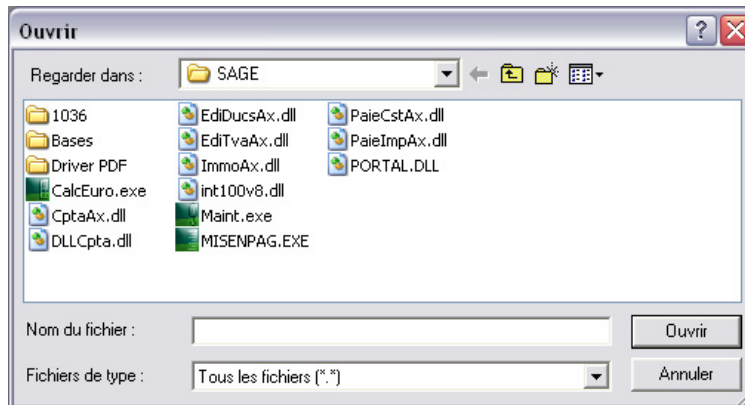 Ouvrir
Regarder dans :
SAGE
1036
Bases
Driver PDF
CalcEuro.exe
CptaAx.dll
DLLCpta.dll
EdiDucsAx.dll
EdiTvaAx.dll
ImmoAx.dll
int100v8.dll
Maint.exe
MISENPAG.EXE
PaieCstAx.dll
PaieImpAx.dll
PORTAL.DLL
Nom du fichier :
Ouvrir
Fichiers de type :
Tous les fichiers (*.*)
Annuler